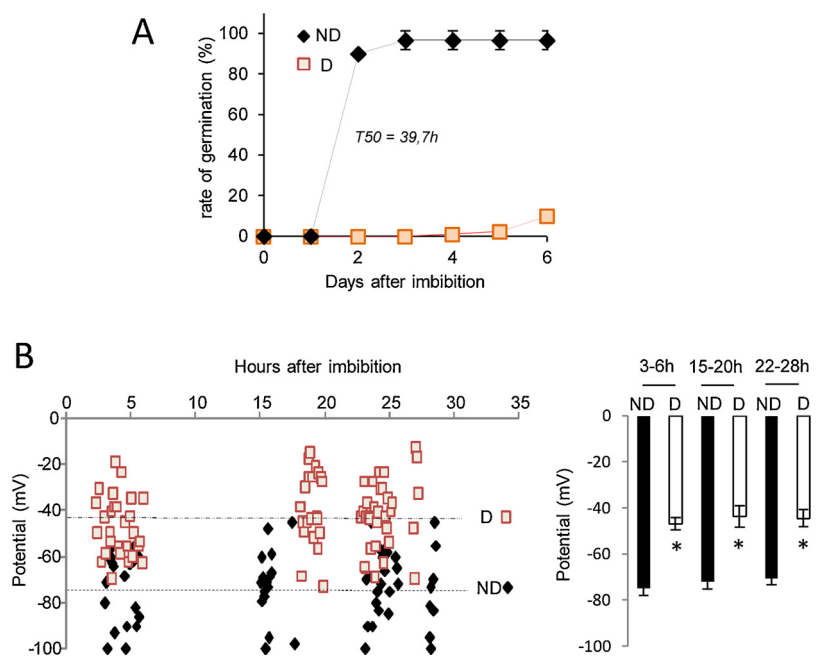 A
ND
D
rate of germination (%)
100
80
60
40
20
0
T50 = 39,7h
0 2 4 6
Days after imbibition
B
Hours after imbibition
0 5 10 15 20 25 30 35
Potential (mV)
0
-20
-40
-60
-80
-100
D
ND
3-6h 15-20h 22-28h
ND D ND D ND D
Potential (mV)
0
-20
-40
-60
-80
-100
* * *